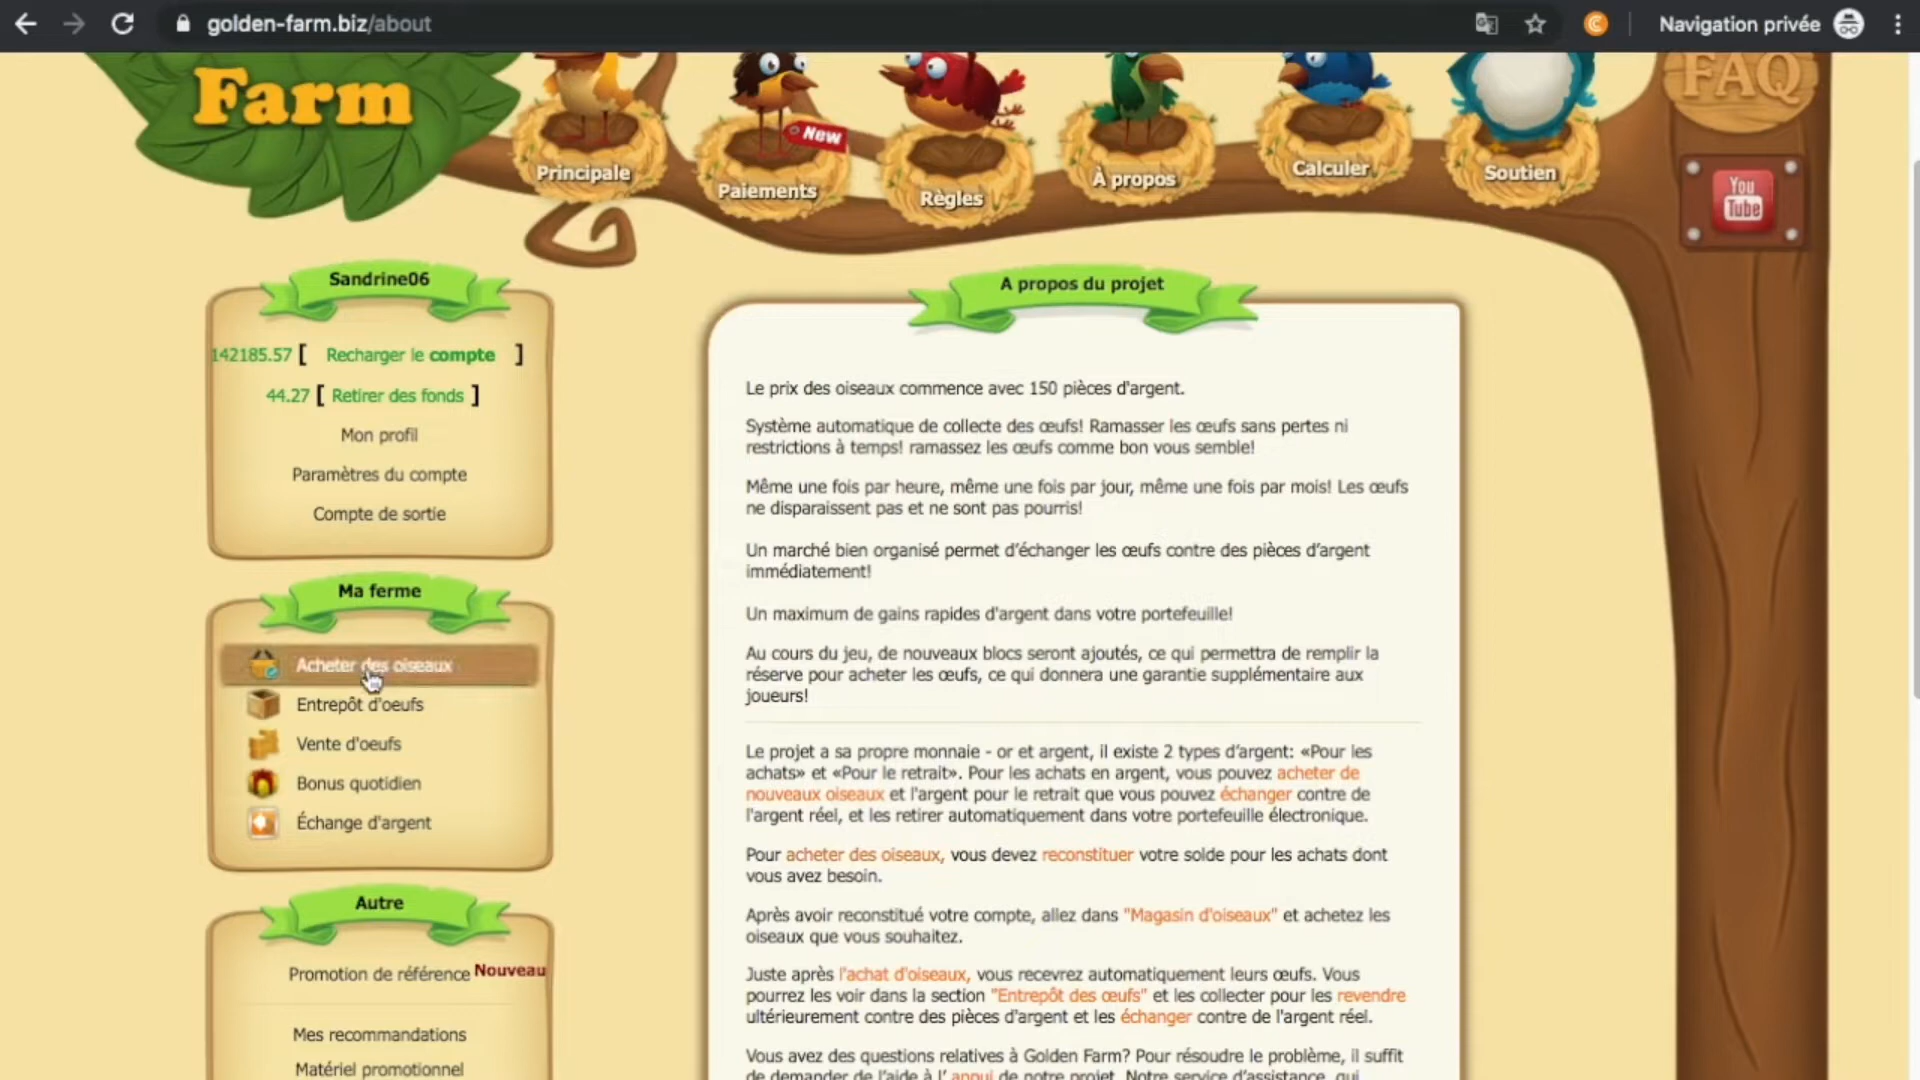 golden-farm.biz/about
Navigation privée
Farm
FAQ
New
Principale
Paiements
Règles
À propos
Calculer
Soutien
You
Tube
Sandrine06
142185.57 [ Recharger le compte ]
44.27 [ Retirer des fonds ]
Mon profil
Paramètres du compte
Compte de sortie
Ma ferme
Acheter des oiseaux
Entrepôt d'oeufs
Vente d'oeufs
Bonus quotidien
Échange d'argent
Autre
Promotion de référence Nouveau
Mes recommandations
Matériel promotionnel
A propos du projet
Le prix des oiseaux commence avec 150 pièces d'argent.
Système automatique de collecte des œufs! Ramasser les œufs sans pertes ni
restrictions à temps! ramassez les œufs comme bon vous semble!
Même une fois par heure, même une fois par jour, même une fois par mois! Les œufs
ne disparaissent pas et ne sont pas pourris!
Un marché bien organisé permet d’échanger les œufs contre des pièces d’argent
immédiatement!
Un maximum de gains rapides d'argent dans votre portefeuille!
Au cours du jeu, de nouveaux blocs seront ajoutés, ce qui permettra de remplir la
réserve pour acheter les œufs, ce qui donnera une garantie supplémentaire aux
joueurs!
Le projet a sa propre monnaie - or et argent, il existe 2 types d’argent: «Pour les
achats» et «Pour le retrait». Pour les achats en argent, vous pouvez acheter de
nouveaux oiseaux et l'argent pour le retrait que vous pouvez échanger contre de
l'argent réel, et les retirer automatiquement dans votre portefeuille électronique.
Pour acheter des oiseaux, vous devez reconstituer votre solde pour les achats dont
vous avez besoin.
Après avoir reconstitué votre compte, allez dans "Magasin d'oiseaux" et achetez les
oiseaux que vous souhaitez.
Juste après l'achat d'oiseaux, vous recevrez automatiquement leurs œufs. Vous
pourrez les voir dans la section "Entrepôt des œufs" et les collecter pour les revendre
ultérieurement contre des pièces d'argent et les échanger contre de l'argent réel.
Vous avez des questions relatives à Golden Farm? Pour résoudre le problème, il suffit
de demander de l’aide à l’ appui de notre projet. Notre service d’assistance, qui